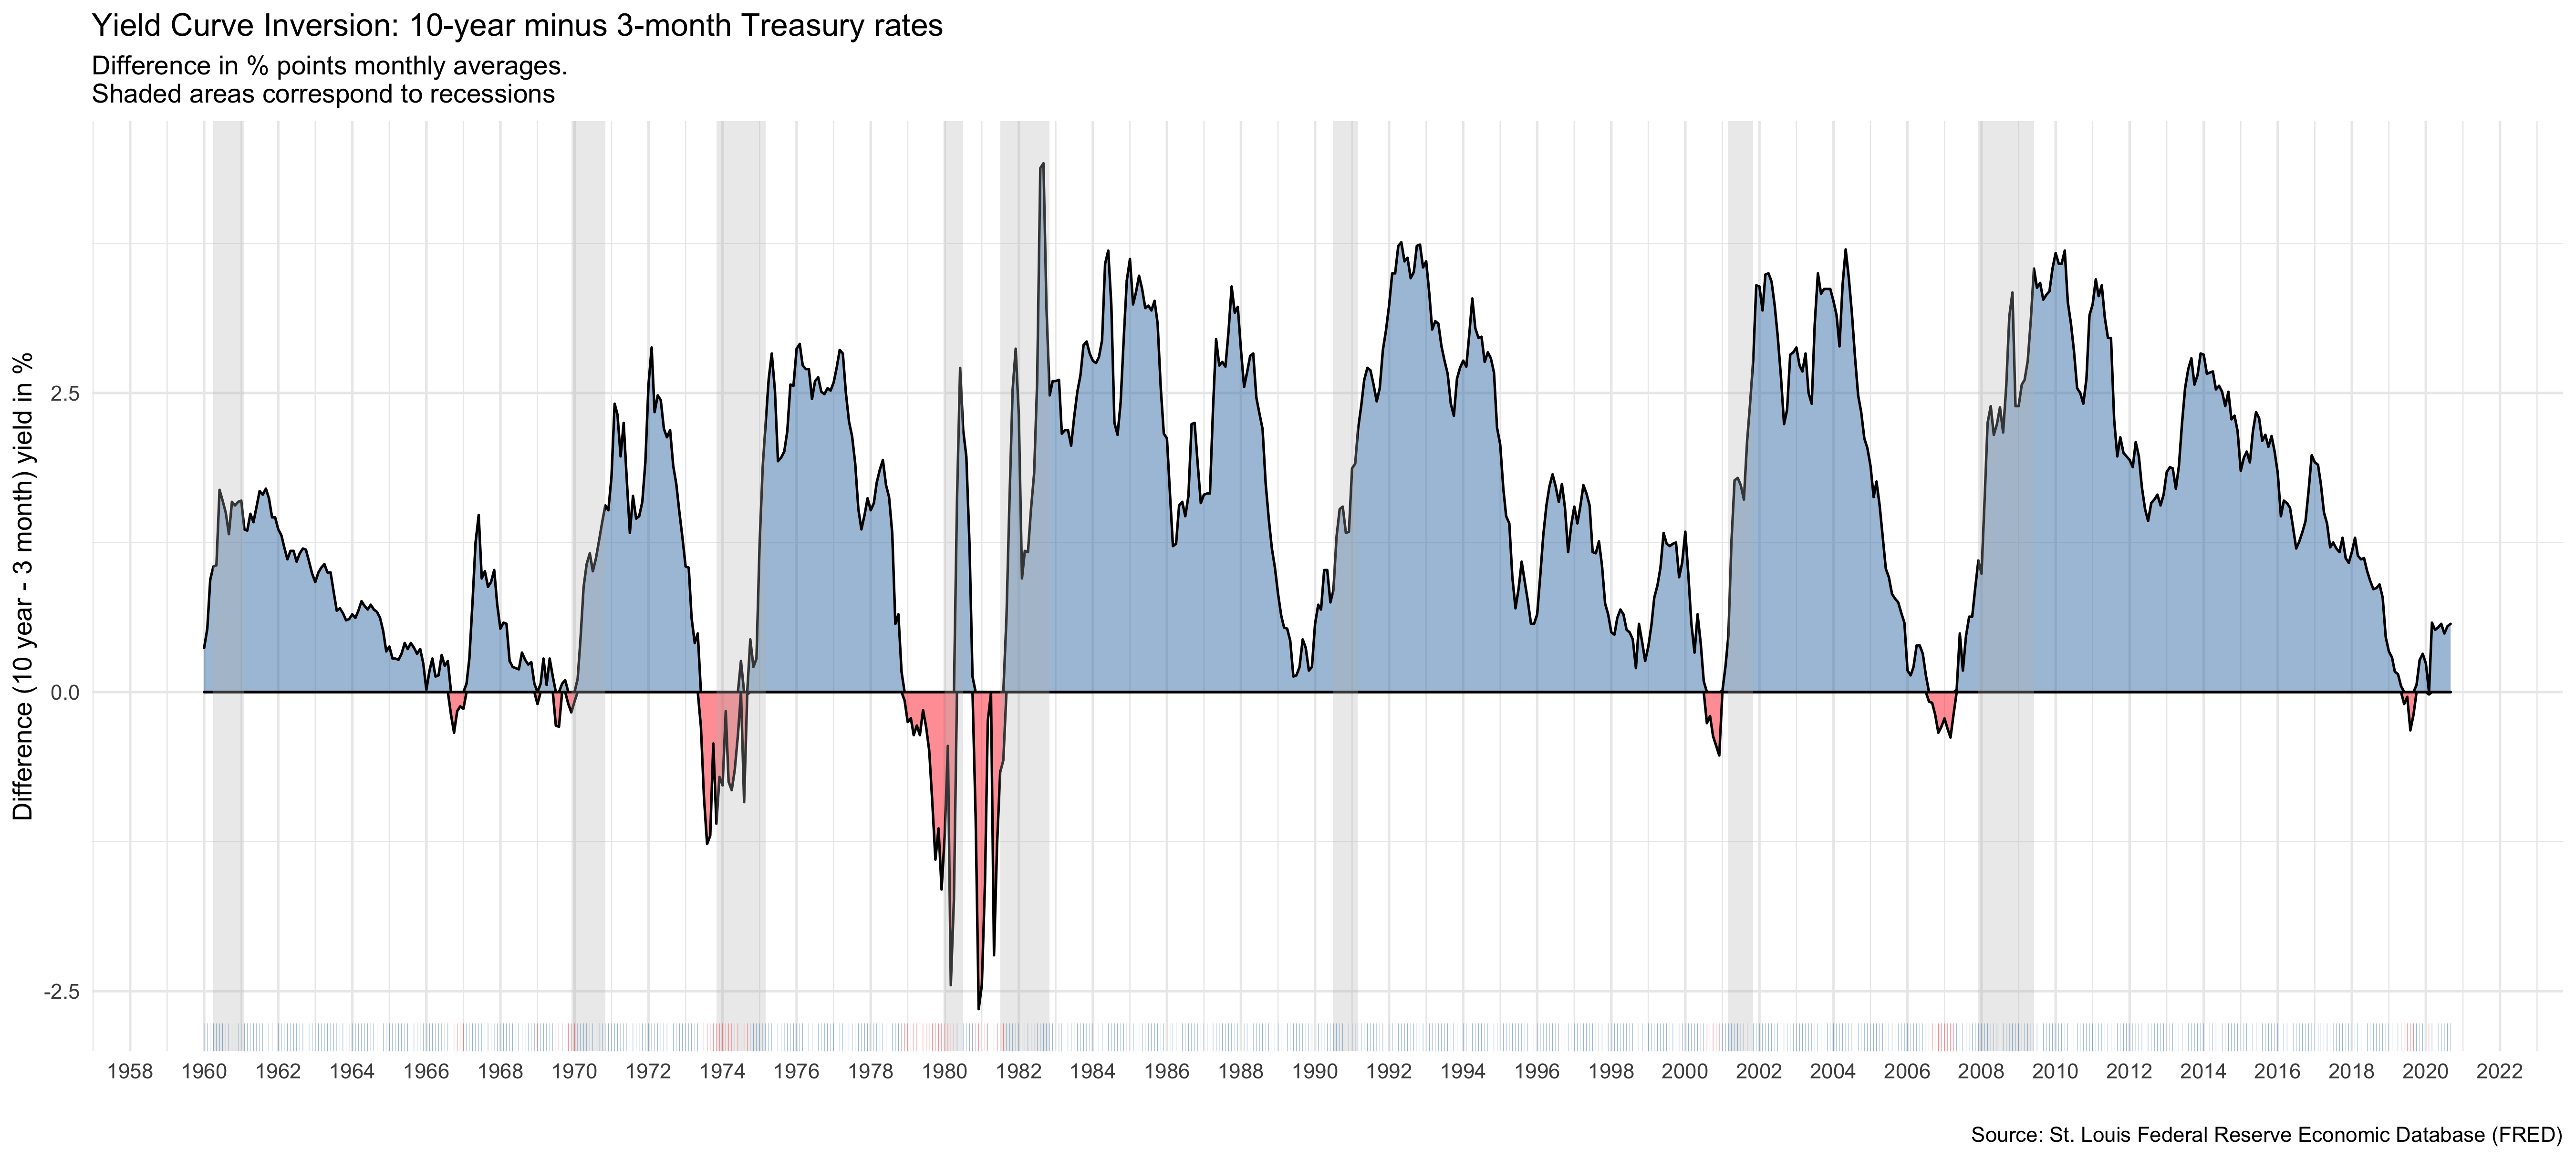 Yield Curve Inversion: 10-year minus 3-month Treasury rates
Difference in % points monthly averages.
Shaded areas correspond to recessions
Difference (10 year - 3 month) yield in %
2.5
0.0
-2.5
1958 1960 1962 1964 1966 1968 1970 1972 1974 1976 1978 1980 1982 1984 1986 1988 1990 1992 1994 1996 1998 2000 2002 2004 2006 2008 2010 2012 2014 2016 2018 2020 2022
Source: St. Louis Federal Reserve Economic Database (FRED)